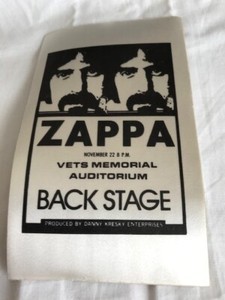 ZAPPA
NOVEMBER 22 8 P.M.
VETS MEMORIAL
AUDITORIUM
BACK STAGE
PRODUCED BY DANNY KRESKY ENTERPRISES